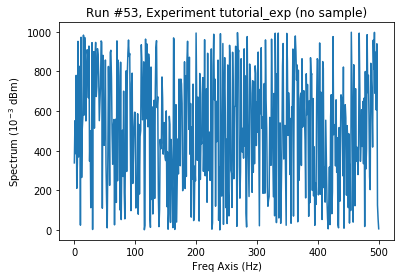 Run #53, Experiment tutorial_exp (no sample)
1000
800
600
400
200
0
Spectrum (10⁻³ dBm)
0 100 200 300 400 500
Freq Axis (Hz)